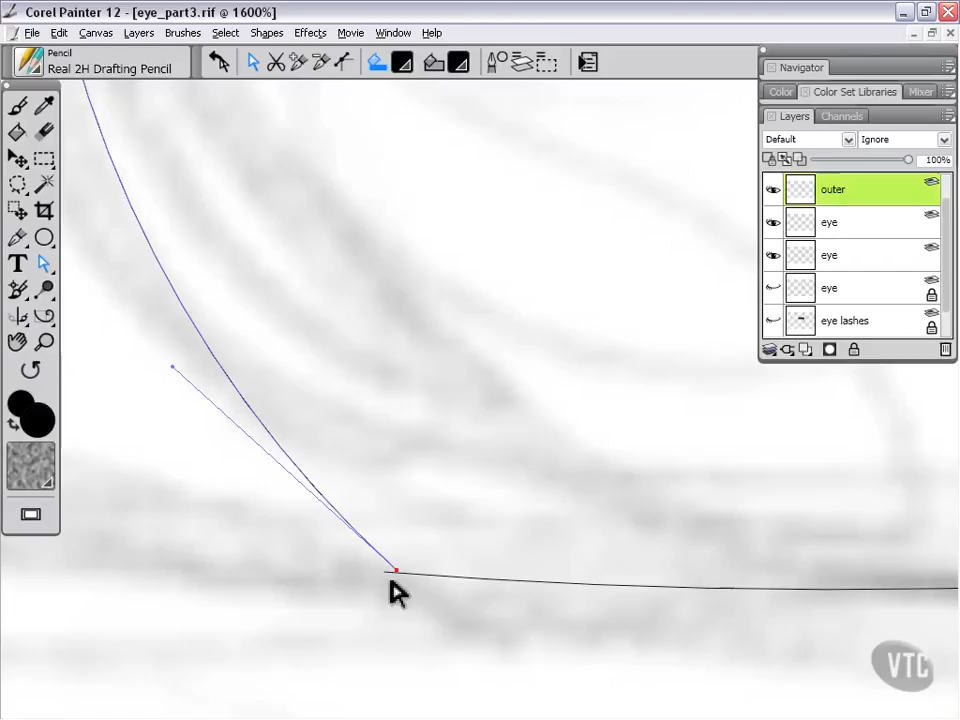 Corel Painter 12 - [eye_part3.rif @ 1600%]
File Edit Canvas Layers Brushes Select Shapes Effects Movie Window Help
Pencil
Real 2H Drafting Pencil
Navigator
Color Color Set Libraries Mixer
Layers Channels
Default Ignore
100%
outer
eye
eye
eye
eye lashes
T
VTC